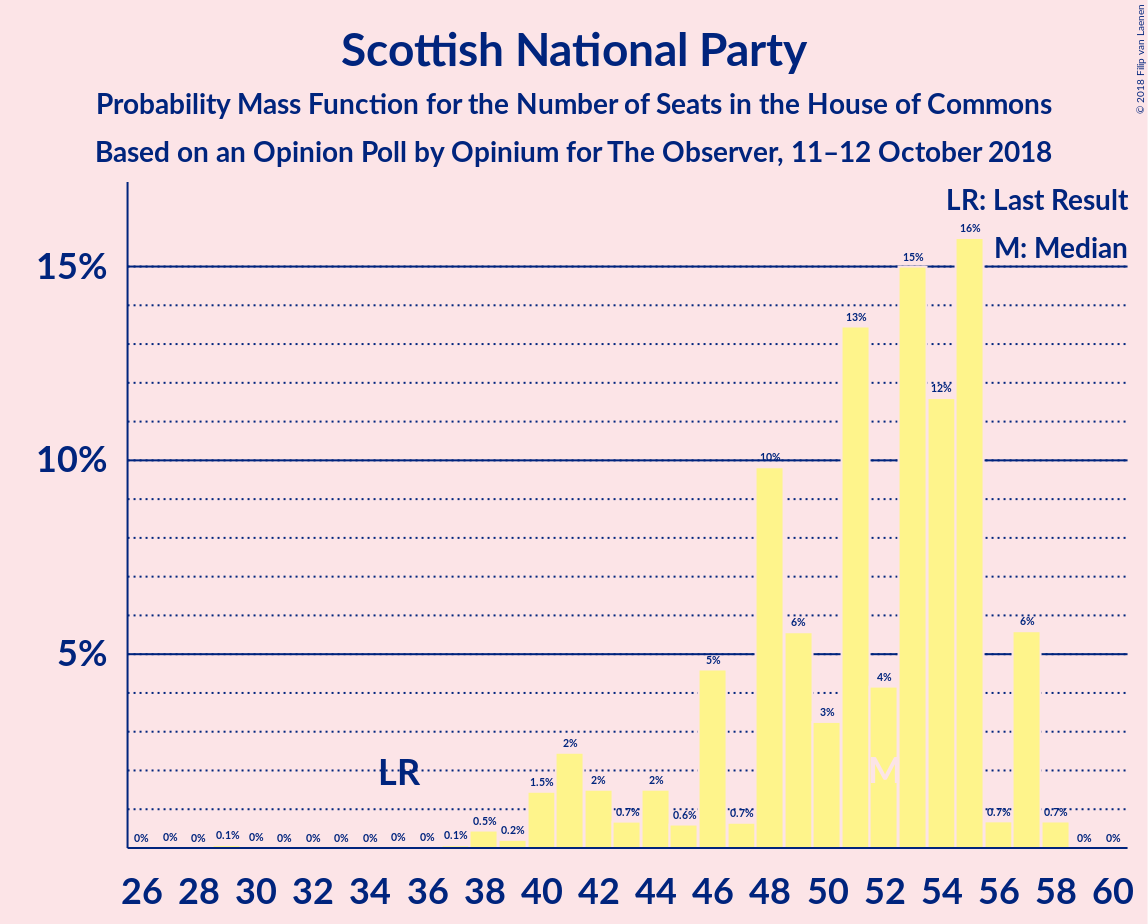 Scottish National Party
Probability Mass Function for the Number of Seats in the House of Commons
Based on an Opinion Poll by Opinium for The Observer, 11–12 October 2018
© 2018 Filip van Laenen
LR: Last Result
M: Median
15%
10%
5%
0% 0% 0% 0.1% 0% 0% 0% 0% 0% 0% 0% 0.1% 0.5% 0.2% 1.5% 2% 2% 0.7% 2% 0.6% 5% 0.7% 10% 6% 3% 13% 4% 15% 12% 16% 0.7% 6% 0.7% 0% 0%
LR
M
26 28 30 32 34 36 38 40 42 44 46 48 50 52 54 56 58 60